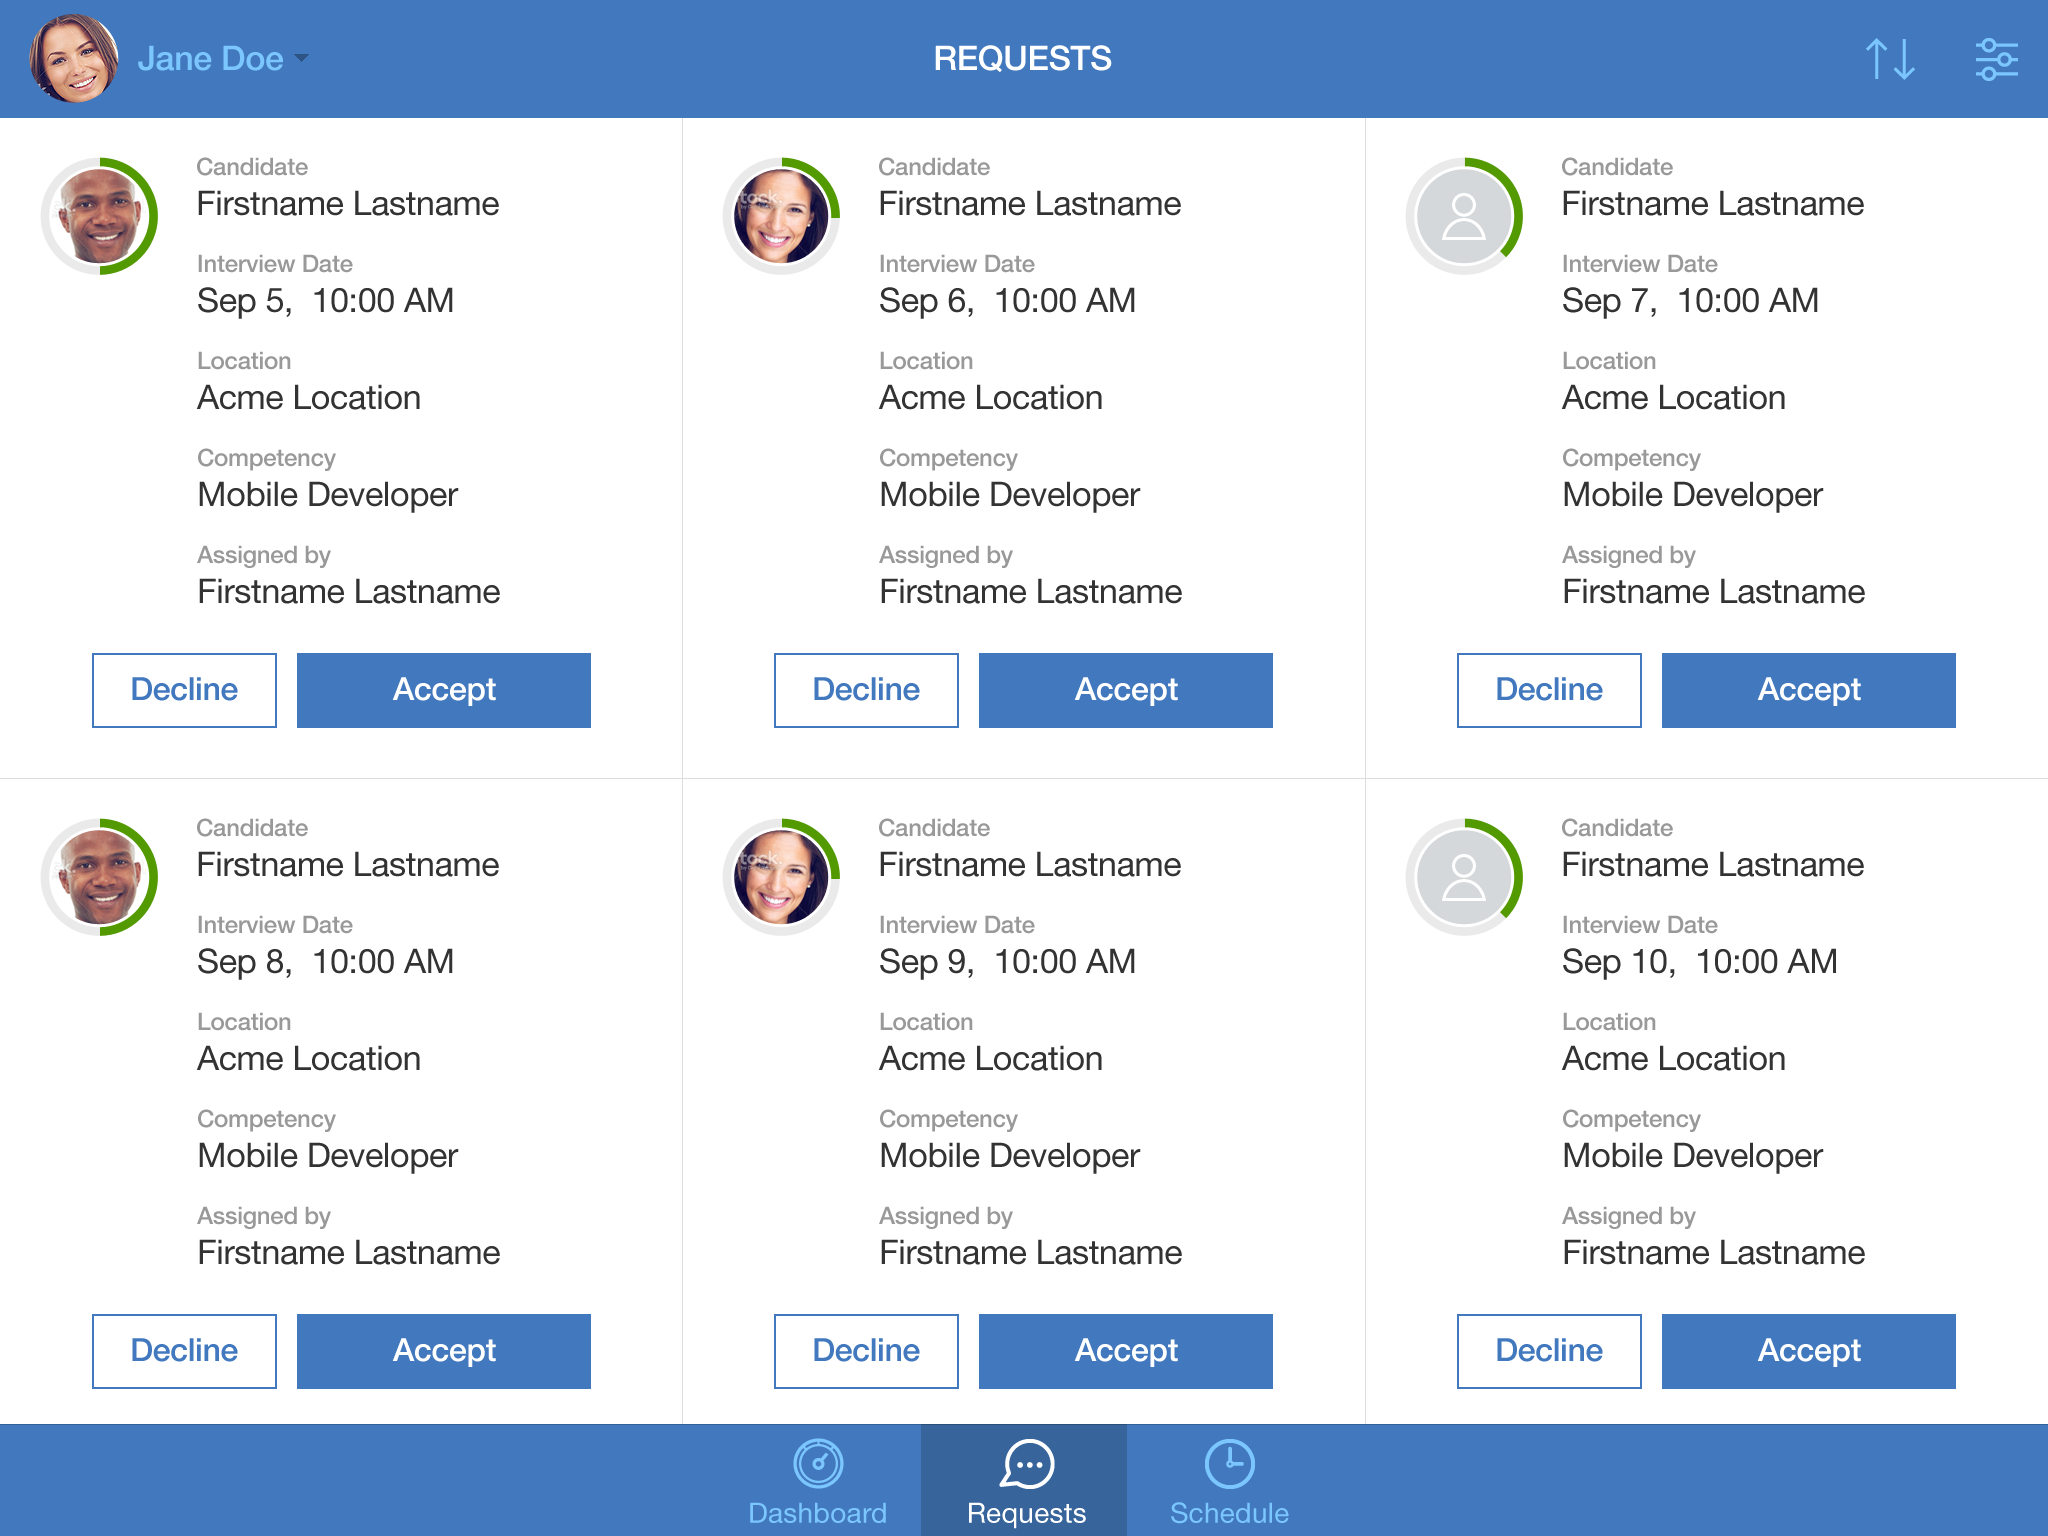 Jane Doe
REQUESTS
Candidate
Firstname Lastname
Interview Date
Sep 5, 10:00 AM
Location
Acme Location
Competency
Mobile Developer
Assigned by
Firstname Lastname
Decline
Accept
Candidate
Firstname Lastname
Interview Date
Sep 6, 10:00 AM
Location
Acme Location
Competency
Mobile Developer
Assigned by
Firstname Lastname
Decline
Accept
Candidate
Firstname Lastname
Interview Date
Sep 7, 10:00 AM
Location
Acme Location
Competency
Mobile Developer
Assigned by
Firstname Lastname
Decline
Accept
Candidate
Firstname Lastname
Interview Date
Sep 8, 10:00 AM
Location
Acme Location
Competency
Mobile Developer
Assigned by
Firstname Lastname
Decline
Accept
Candidate
Firstname Lastname
Interview Date
Sep 9, 10:00 AM
Location
Acme Location
Competency
Mobile Developer
Assigned by
Firstname Lastname
Decline
Accept
Candidate
Firstname Lastname
Interview Date
Sep 10, 10:00 AM
Location
Acme Location
Competency
Mobile Developer
Assigned by
Firstname Lastname
Decline
Accept
Dashboard
Requests
Schedule